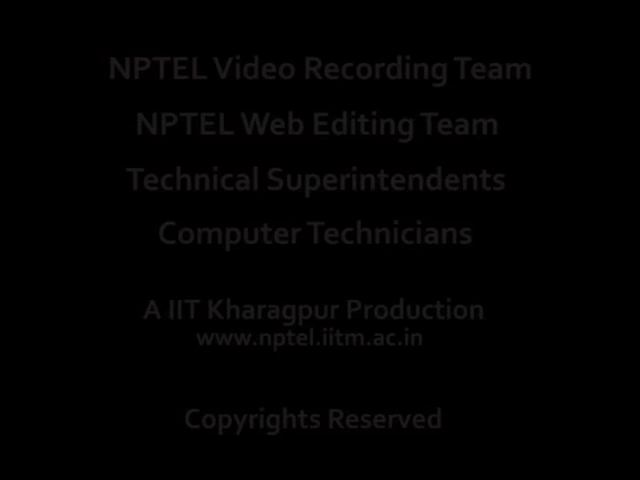 NPTEL Video Recording Team
NPTEL Web Editing Team
Technical Superintendents
Computer Technicians
A IIT Kharagpur Production
www.nptel.iitm.ac.in
Copyrights Reserved